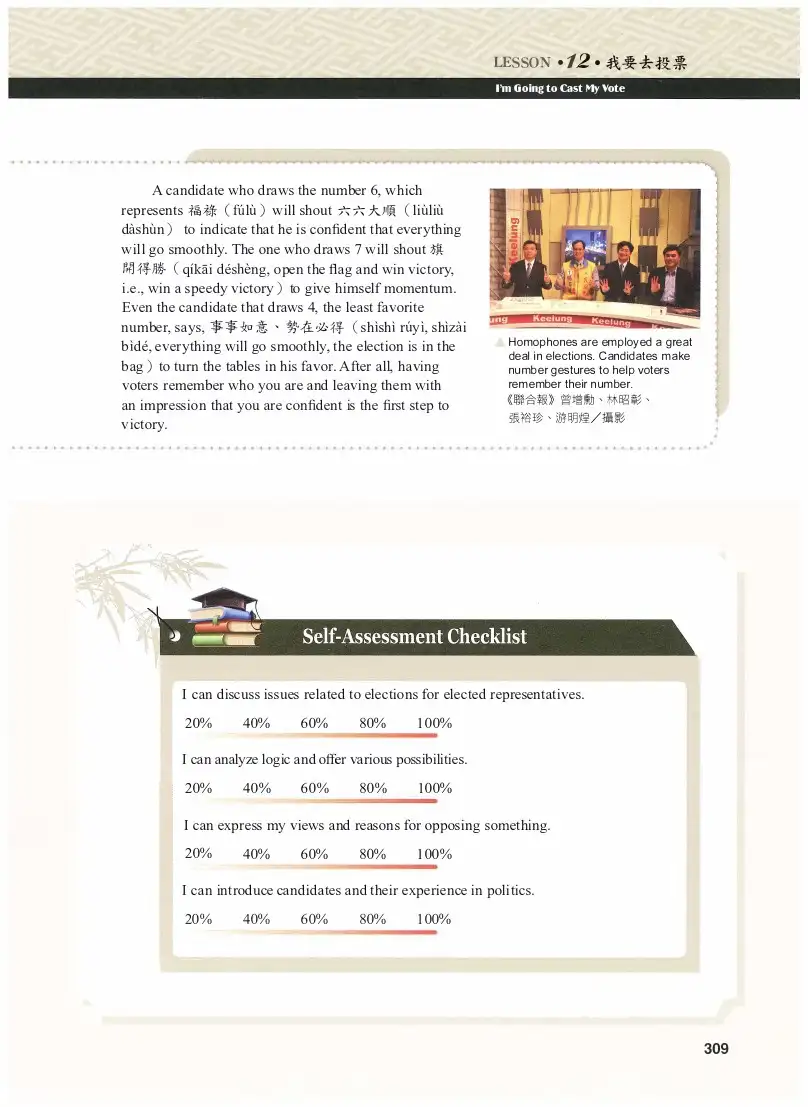 LESSON •12• 我要去投票
I'm Going to Cast My Vote
A candidate who draws the number 6, which
represents 福祿（fúlù）will shout 六六大順（liùliù
dàshùn） to indicate that he is confident that everything
will go smoothly. The one who draws 7 will shout 旗
開得勝（qíkāi déshèng, open the flag and win victory,
i.e., win a speedy victory）to give himself momentum.
Even the candidate that draws 4, the least favorite
number, says, 事事如意、勢在必得（shìshì rúyì, shìzài
bìdé, everything will go smoothly, the election is in the
bag）to turn the tables in his favor. After all, having
voters remember who you are and leaving them with
an impression that you are confident is the first step to
victory.
Keelung
ung Keelung Keelung
Homophones are employed a great
deal in elections. Candidates make
number gestures to help voters
remember their number.
《聯合報》曾增勳、林昭彰、
張裕珍、游明煌／攝影
Self-Assessment Checklist
I can discuss issues related to elections for elected representatives.
20% 40% 60% 80% 100%
I can analyze logic and offer various possibilities.
20% 40% 60% 80% 100%
I can express my views and reasons for opposing something.
20% 40% 60% 80% 100%
I can introduce candidates and their experience in politics.
20% 40% 60% 80% 100%
309